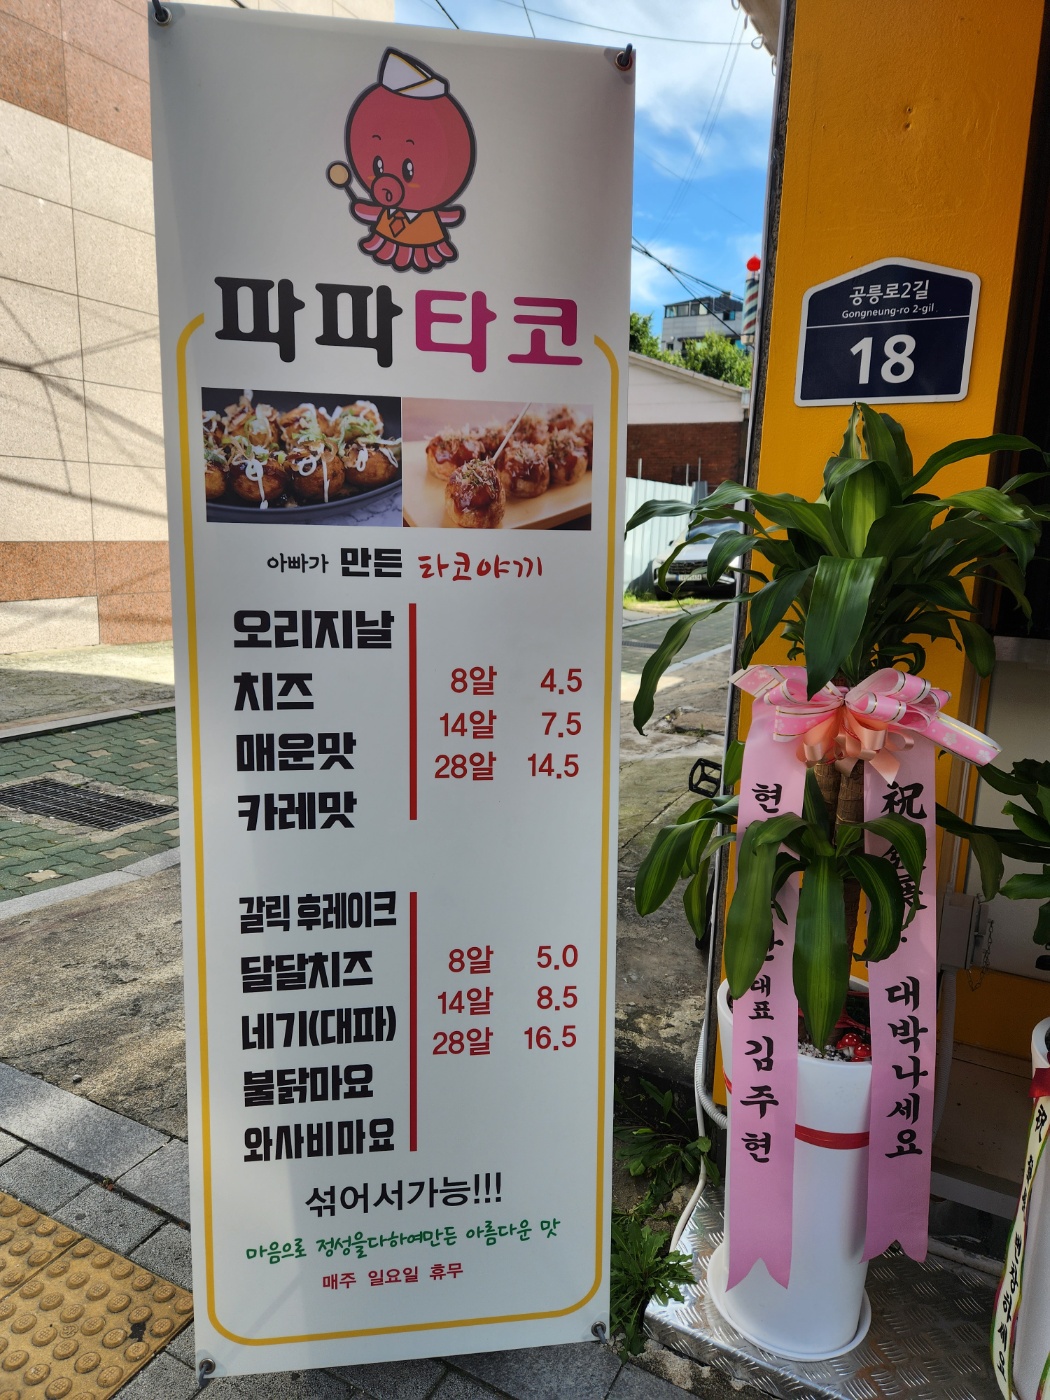 파파타코
아빠가 만든 타코야끼
오리지날
치즈
매운맛
카레맛
8알 4.5
14알 7.5
28알 14.5
갈릭 후레이크
달달치즈
네기(대파)
불닭마요
와사비마요
8알 5.0
14알 8.5
28알 16.5
섞어서가능!!!
마음으로 정성을다하여만든 아름다운 맛
매주 일요일 휴무
공릉로2길
Gongneung-ro 2-gil
18
현
대표 김주현
祝
대박나세요